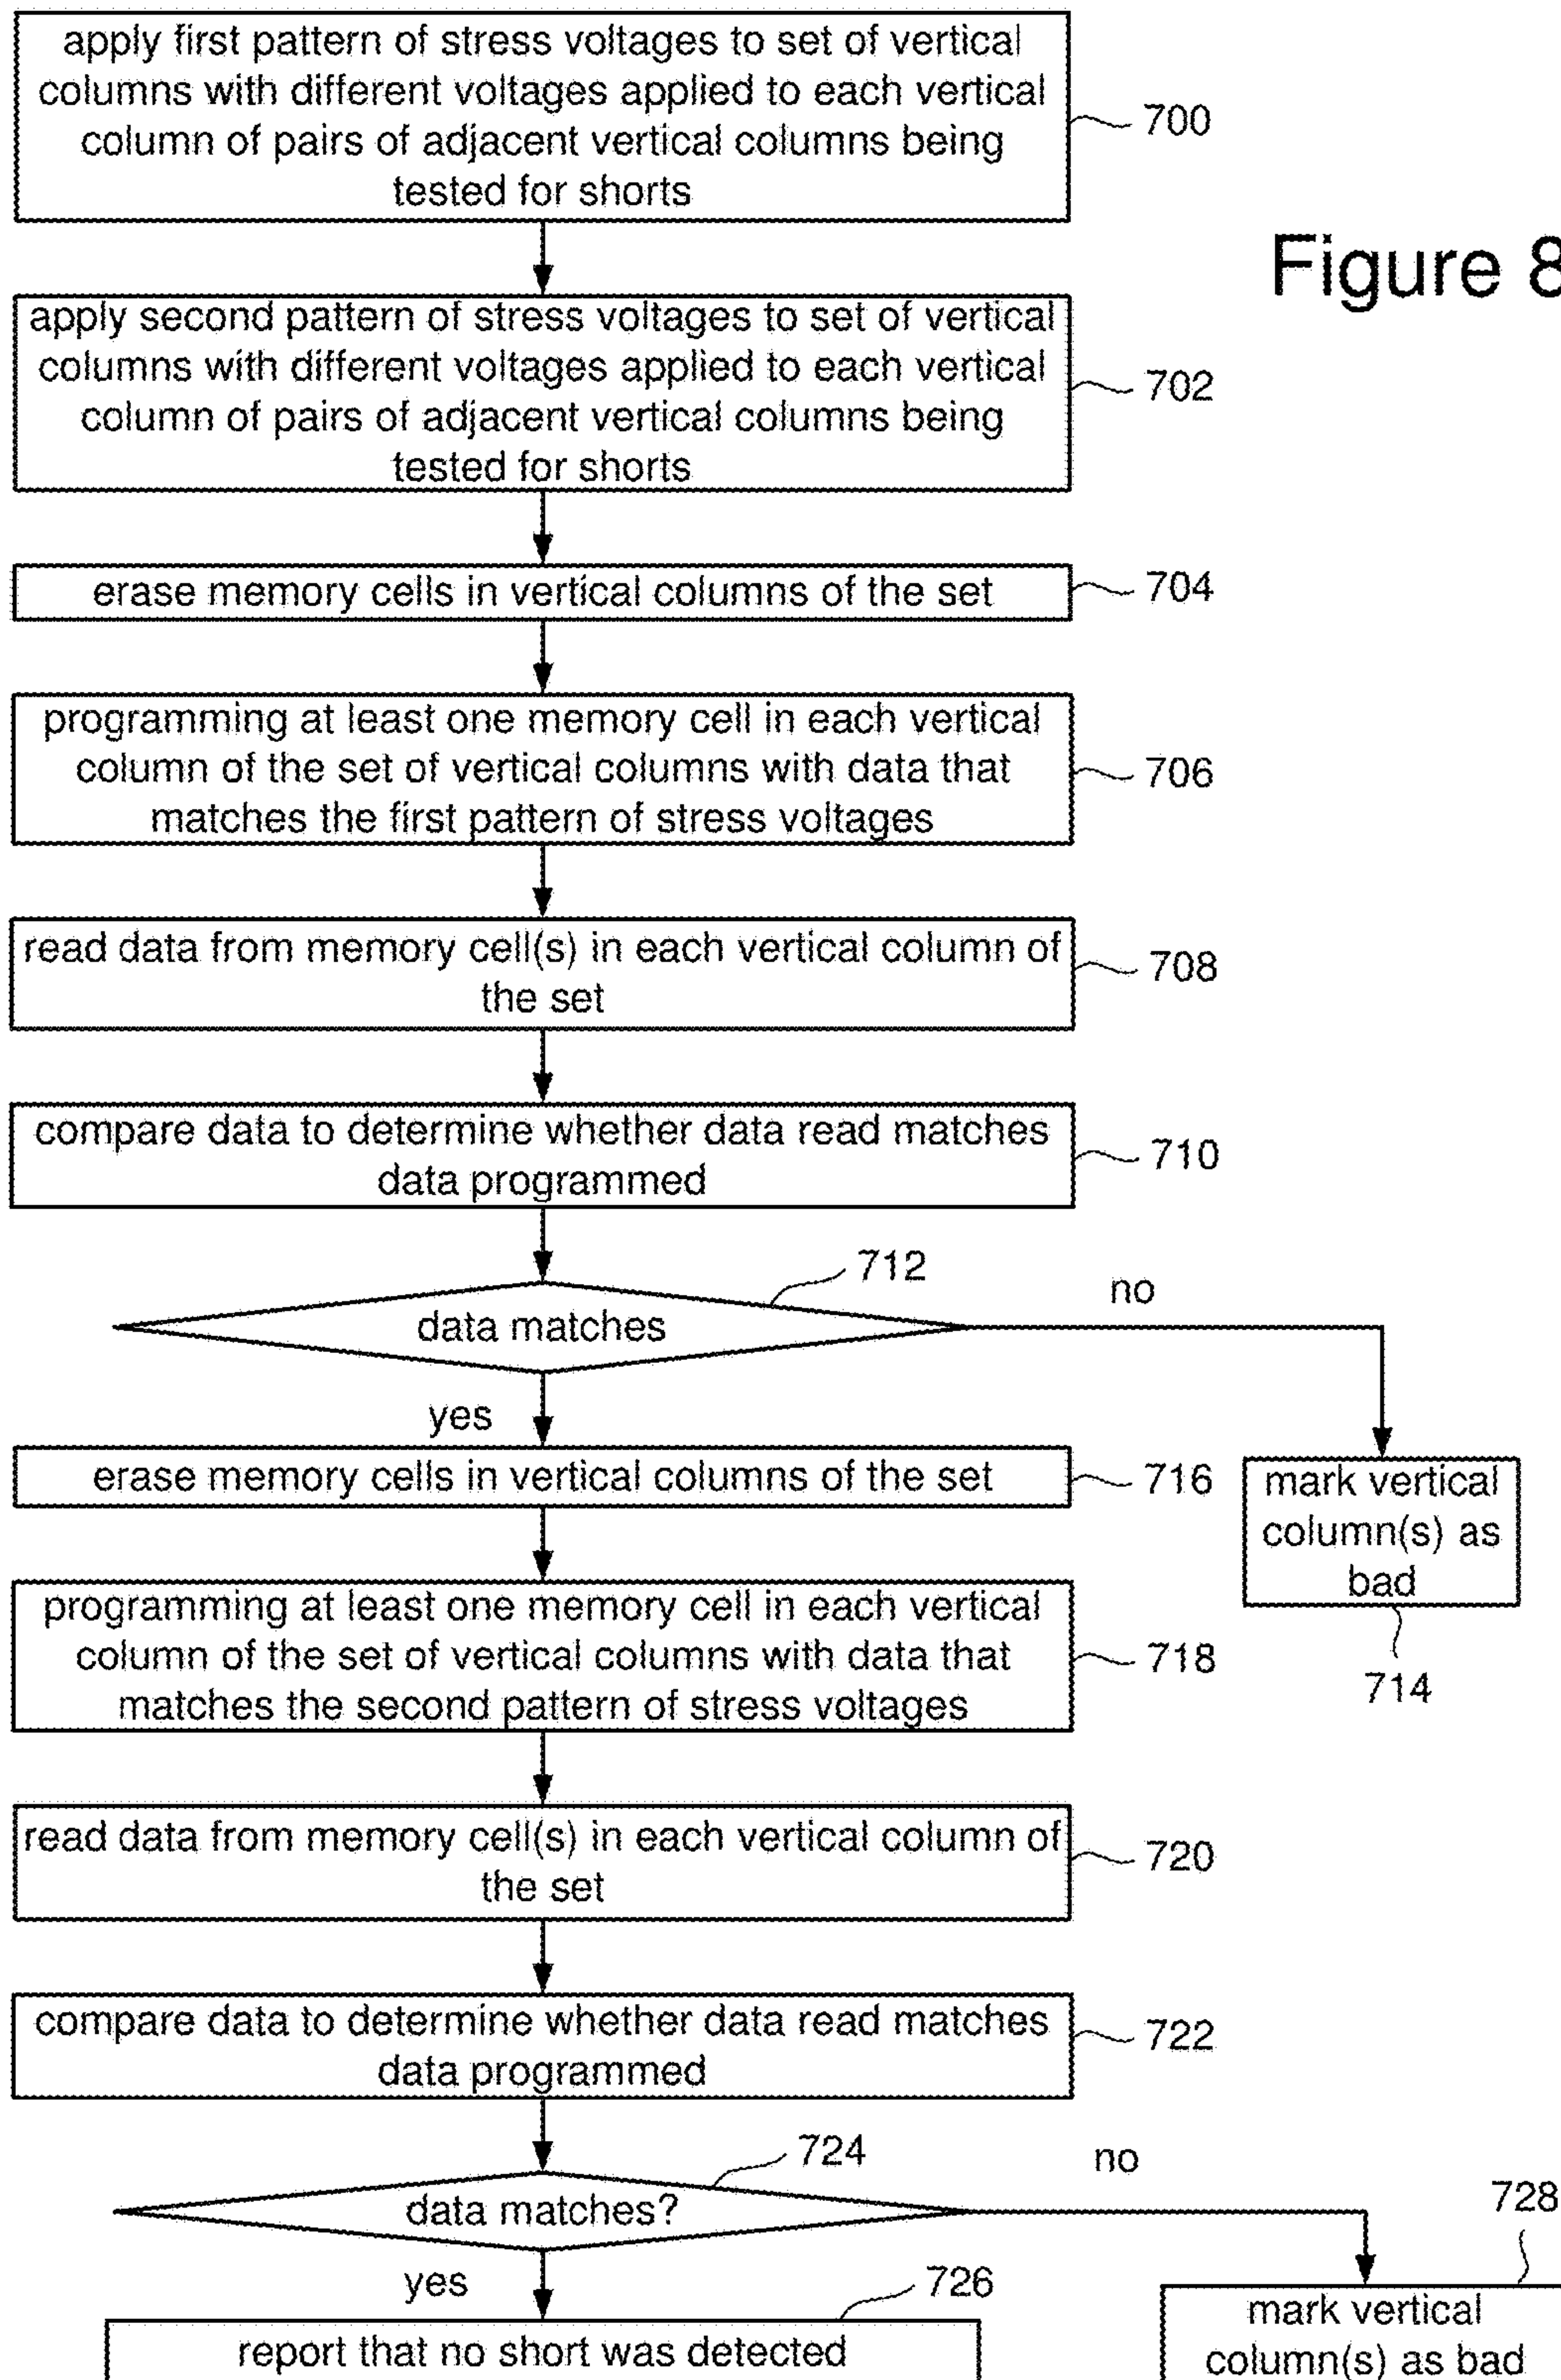 apply first pattern of stress voltages to set of vertical
columns with different voltages applied to each vertical
column of pairs of adjacent vertical columns being
tested for shorts
700
Figure 8
apply second pattern of stress voltages to set of vertical
columns with different voltages applied to each vertical
column of pairs of adjacent vertical columns being
tested for shorts
702
erase memory cells in vertical columns of the set
704
programming at least one memory cell in each vertical
column of the set of vertical columns with data that
matches the first pattern of stress voltages
706
read data from memory cell(s) in each vertical column of
the set
708
compare data to determine whether data read matches
data programmed
710
712
data matches
no
yes
erase memory cells in vertical columns of the set
716
mark vertical
column(s) as
bad
714
programming at least one memory cell in each vertical
column of the set of vertical columns with data that
matches the second pattern of stress voltages
718
read data from memory cell(s) in each vertical column of
the set
720
compare data to determine whether data read matches
data programmed
722
724
data matches?
no
728
yes
726
report that no short was detected
mark vertical
column(s) as bad